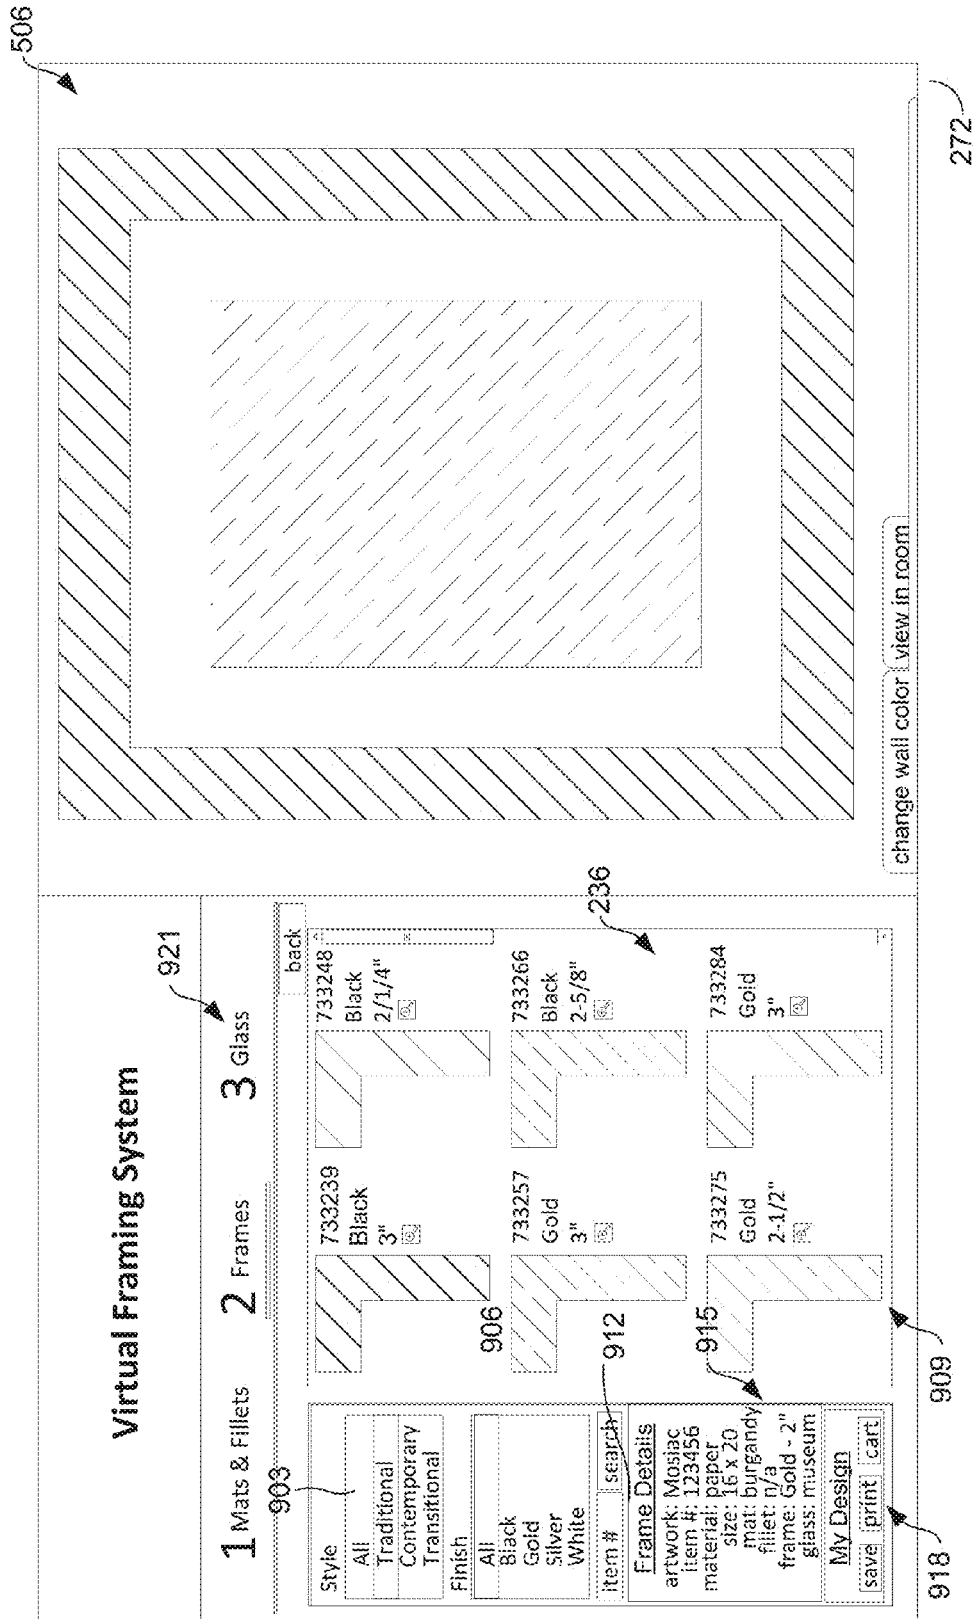 506
Virtual Framing System
921
1 Mats & Fillets 2 Frames 3 Glass
903
back
Style
All
Traditional
Contemporary
Transitional
Finish
All
Black
Gold
Silver
White
item # search
906
912
Frame Details
artwork: Mosiac
item #: 123456
material: paper
size: 16 x 20
mat: burgandy
fillet: n/a
frame: Gold - 2"
glass: museum
915
My Design
save print cart
918
733239
Black
3"
733248
Black
2/1/4"
733257
Gold
3"
733266
Black
2-5/8"
733275
Gold
2-1/2"
733284
Gold
3"
236
909
change wall color view in room
272